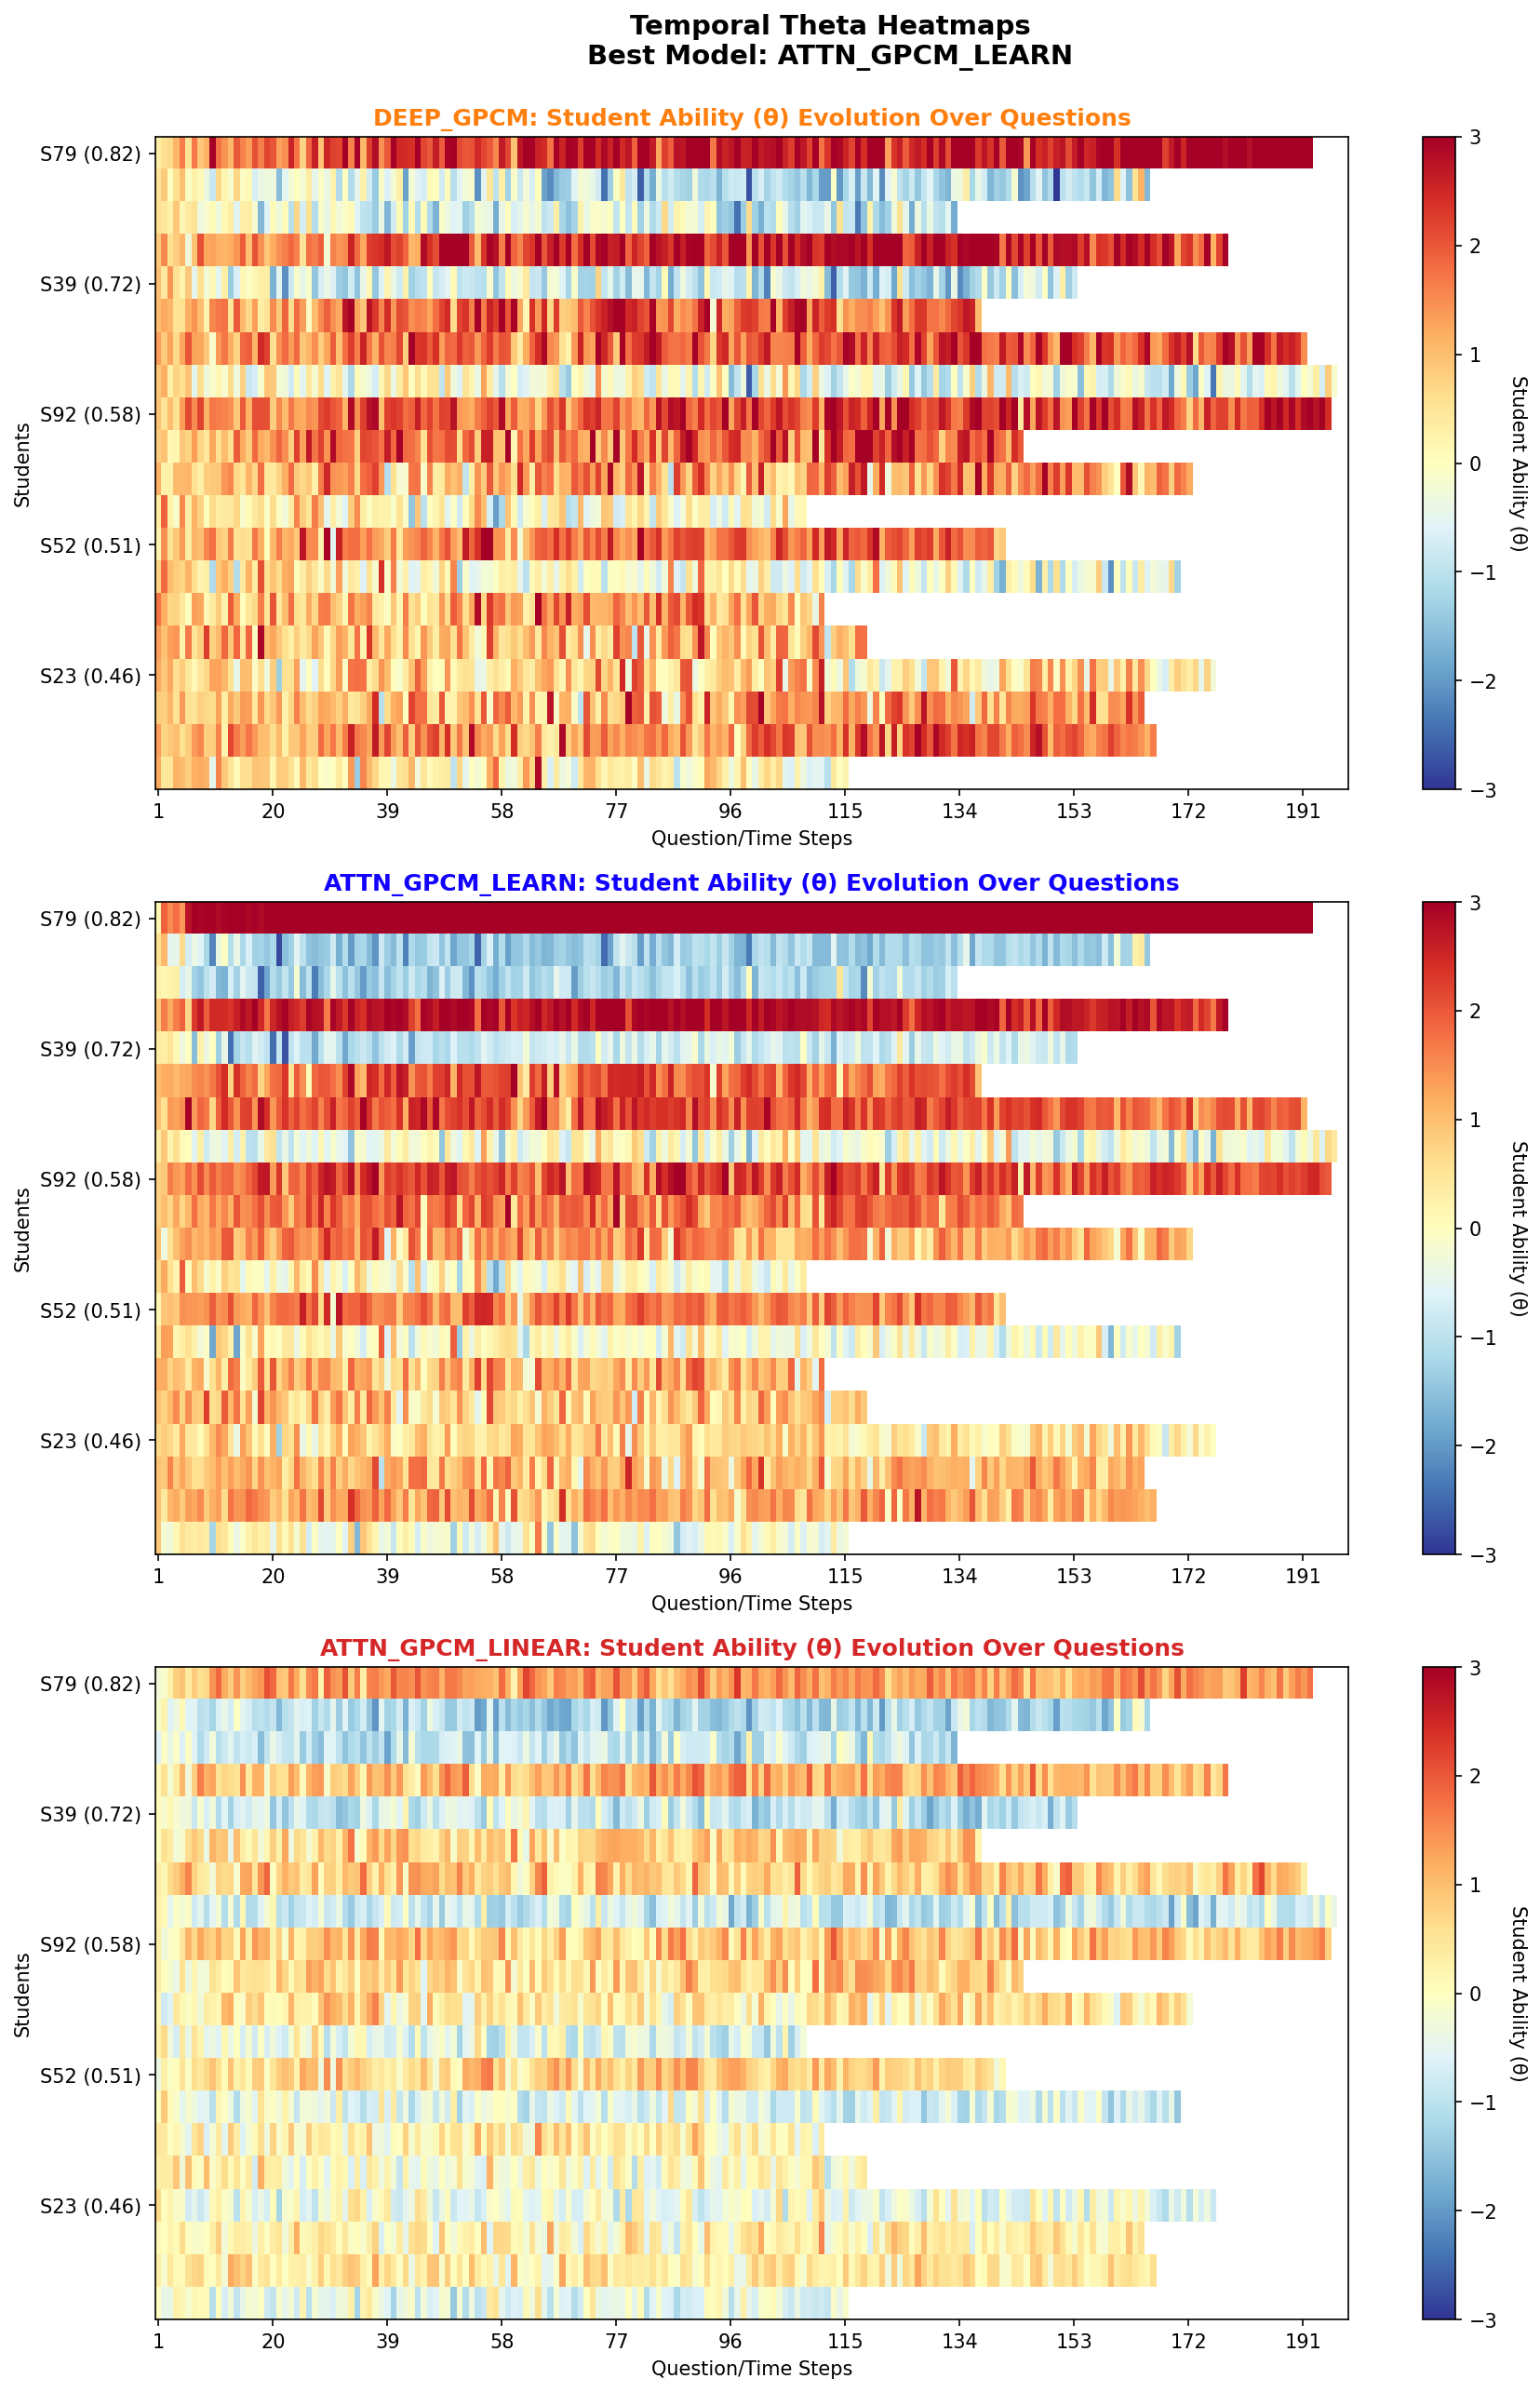 Temporal Theta Heatmaps
Best Model: ATTN_GPCM_LEARN
DEEP_GPCM: Student Ability (θ) Evolution Over Questions
Students
S79 (0.82)
S39 (0.72)
S92 (0.58)
S52 (0.51)
S23 (0.46)
1 20 39 58 77 96 115 134 153 172 191
Question/Time Steps
3
2
1
0
−1
−2
−3
Student Ability (θ)
ATTN_GPCM_LEARN: Student Ability (θ) Evolution Over Questions
Students
S79 (0.82)
S39 (0.72)
S92 (0.58)
S52 (0.51)
S23 (0.46)
1 20 39 58 77 96 115 134 153 172 191
Question/Time Steps
3
2
1
0
−1
−2
−3
Student Ability (θ)
ATTN_GPCM_LINEAR: Student Ability (θ) Evolution Over Questions
Students
S79 (0.82)
S39 (0.72)
S92 (0.58)
S52 (0.51)
S23 (0.46)
1 20 39 58 77 96 115 134 153 172 191
Question/Time Steps
3
2
1
0
−1
−2
−3
Student Ability (θ)